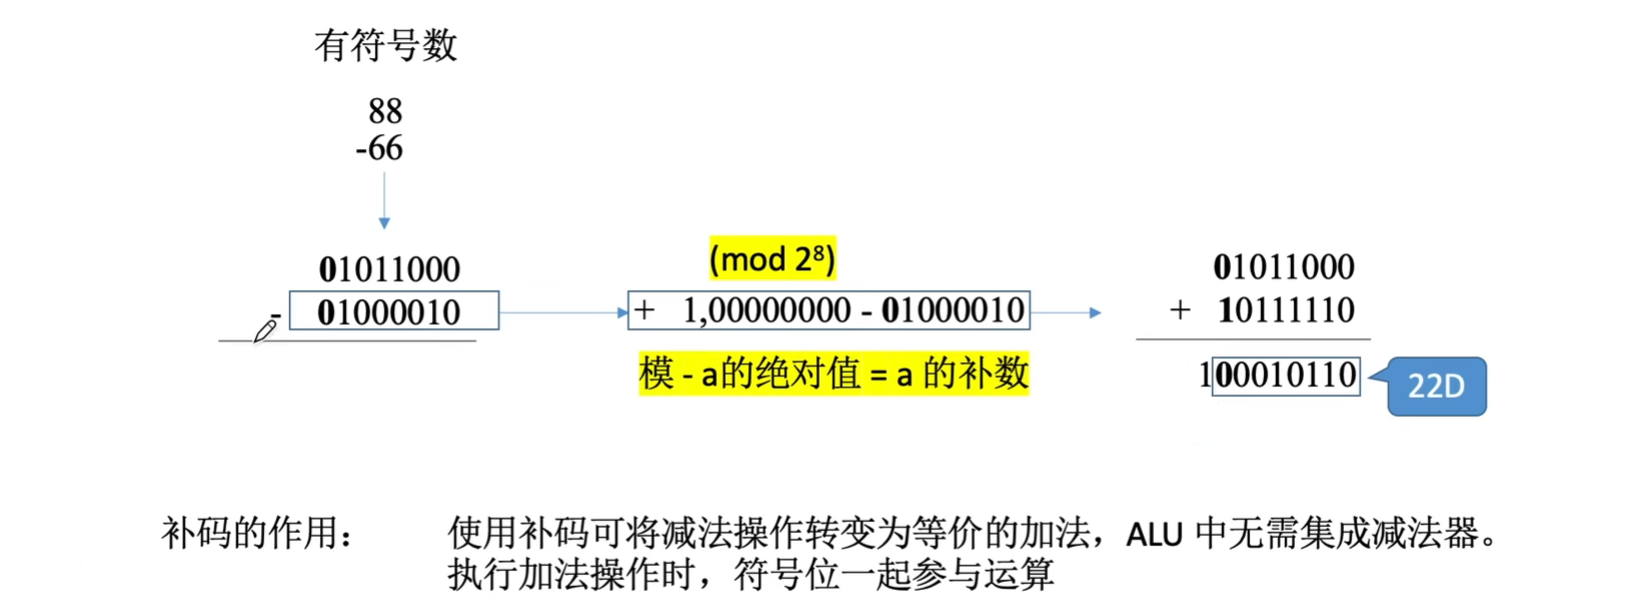 有符号数
88
-66
01011000
- 01000010
(mod 2⁸)
+ 1,00000000 - 01000010
模 - a的绝对值 = a 的补数
01011000
+ 10111110
100010110
22D
补码的作用： 使用补码可将减法操作转变为等价的加法，ALU 中无需集成减法器。
执行加法操作时，符号位一起参与运算